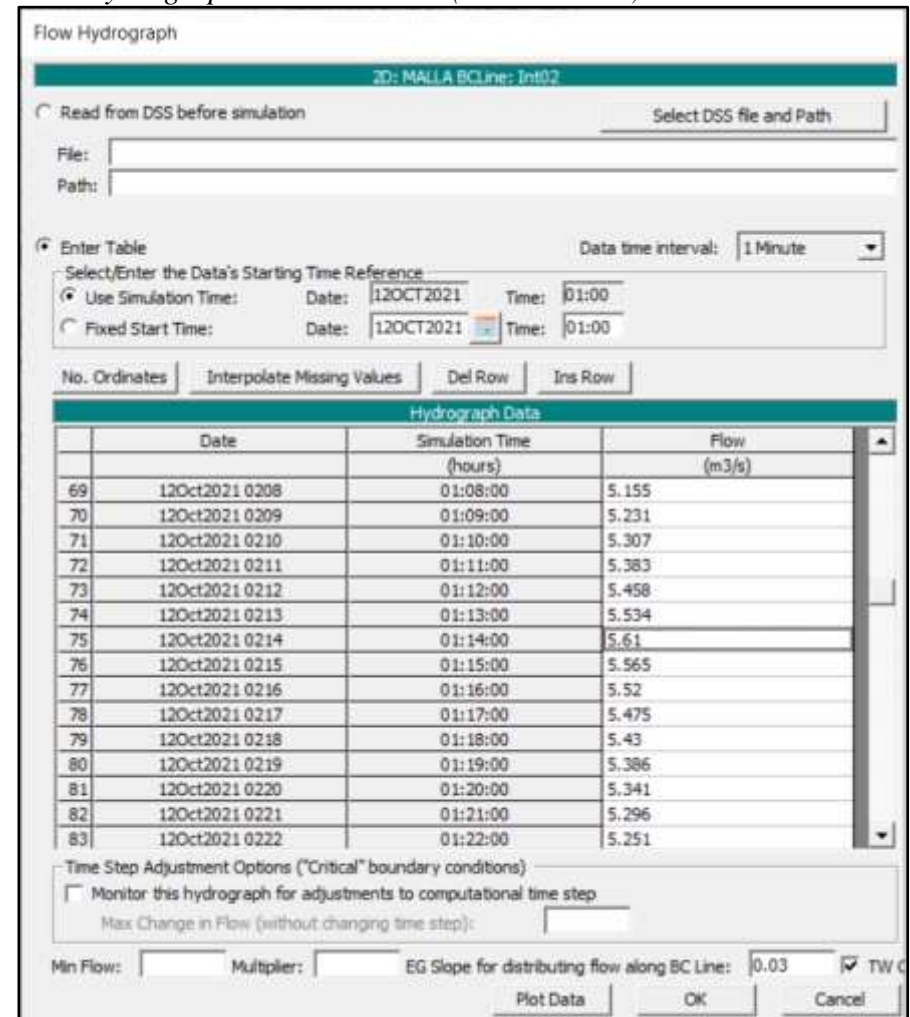 Flow Hydrograph
2D: MALLA BCLine: Int02
Read from DSS before simulation Select DSS file and Path
File:
Path:
Enter Table Data time interval: 1 Minute
Select/Enter the Data's Starting Time Reference
Use Simulation Time: Date: 12OCT2021 Time: 01:00
Fixed Start Time: Date: 12OCT2021 Time: 01:00
No. Ordinates Interpolate Missing Values Del Row Ins Row
Hydrograph Data
Date Simulation Time Flow
(hours) (m3/s)
69 12Oct2021 0208 01:08:00 5.155
70 12Oct2021 0209 01:09:00 5.231
71 12Oct2021 0210 01:10:00 5.307
72 12Oct2021 0211 01:11:00 5.383
73 12Oct2021 0212 01:12:00 5.458
74 12Oct2021 0213 01:13:00 5.534
75 12Oct2021 0214 01:14:00 5.61
76 12Oct2021 0215 01:15:00 5.565
77 12Oct2021 0216 01:16:00 5.52
78 12Oct2021 0217 01:17:00 5.475
79 12Oct2021 0218 01:18:00 5.43
80 12Oct2021 0219 01:19:00 5.386
81 12Oct2021 0220 01:20:00 5.341
82 12Oct2021 0221 01:21:00 5.296
83 12Oct2021 0222 01:22:00 5.251
Time Step Adjustment Options ("Critical" boundary conditions)
Monitor this hydrograph for adjustments to computational time step
Max Change in Flow (without changing time step):
Min Flow: Multiplier: EG Slope for distributing flow along BC Line: 0.03 TW
Plot Data OK Cancel